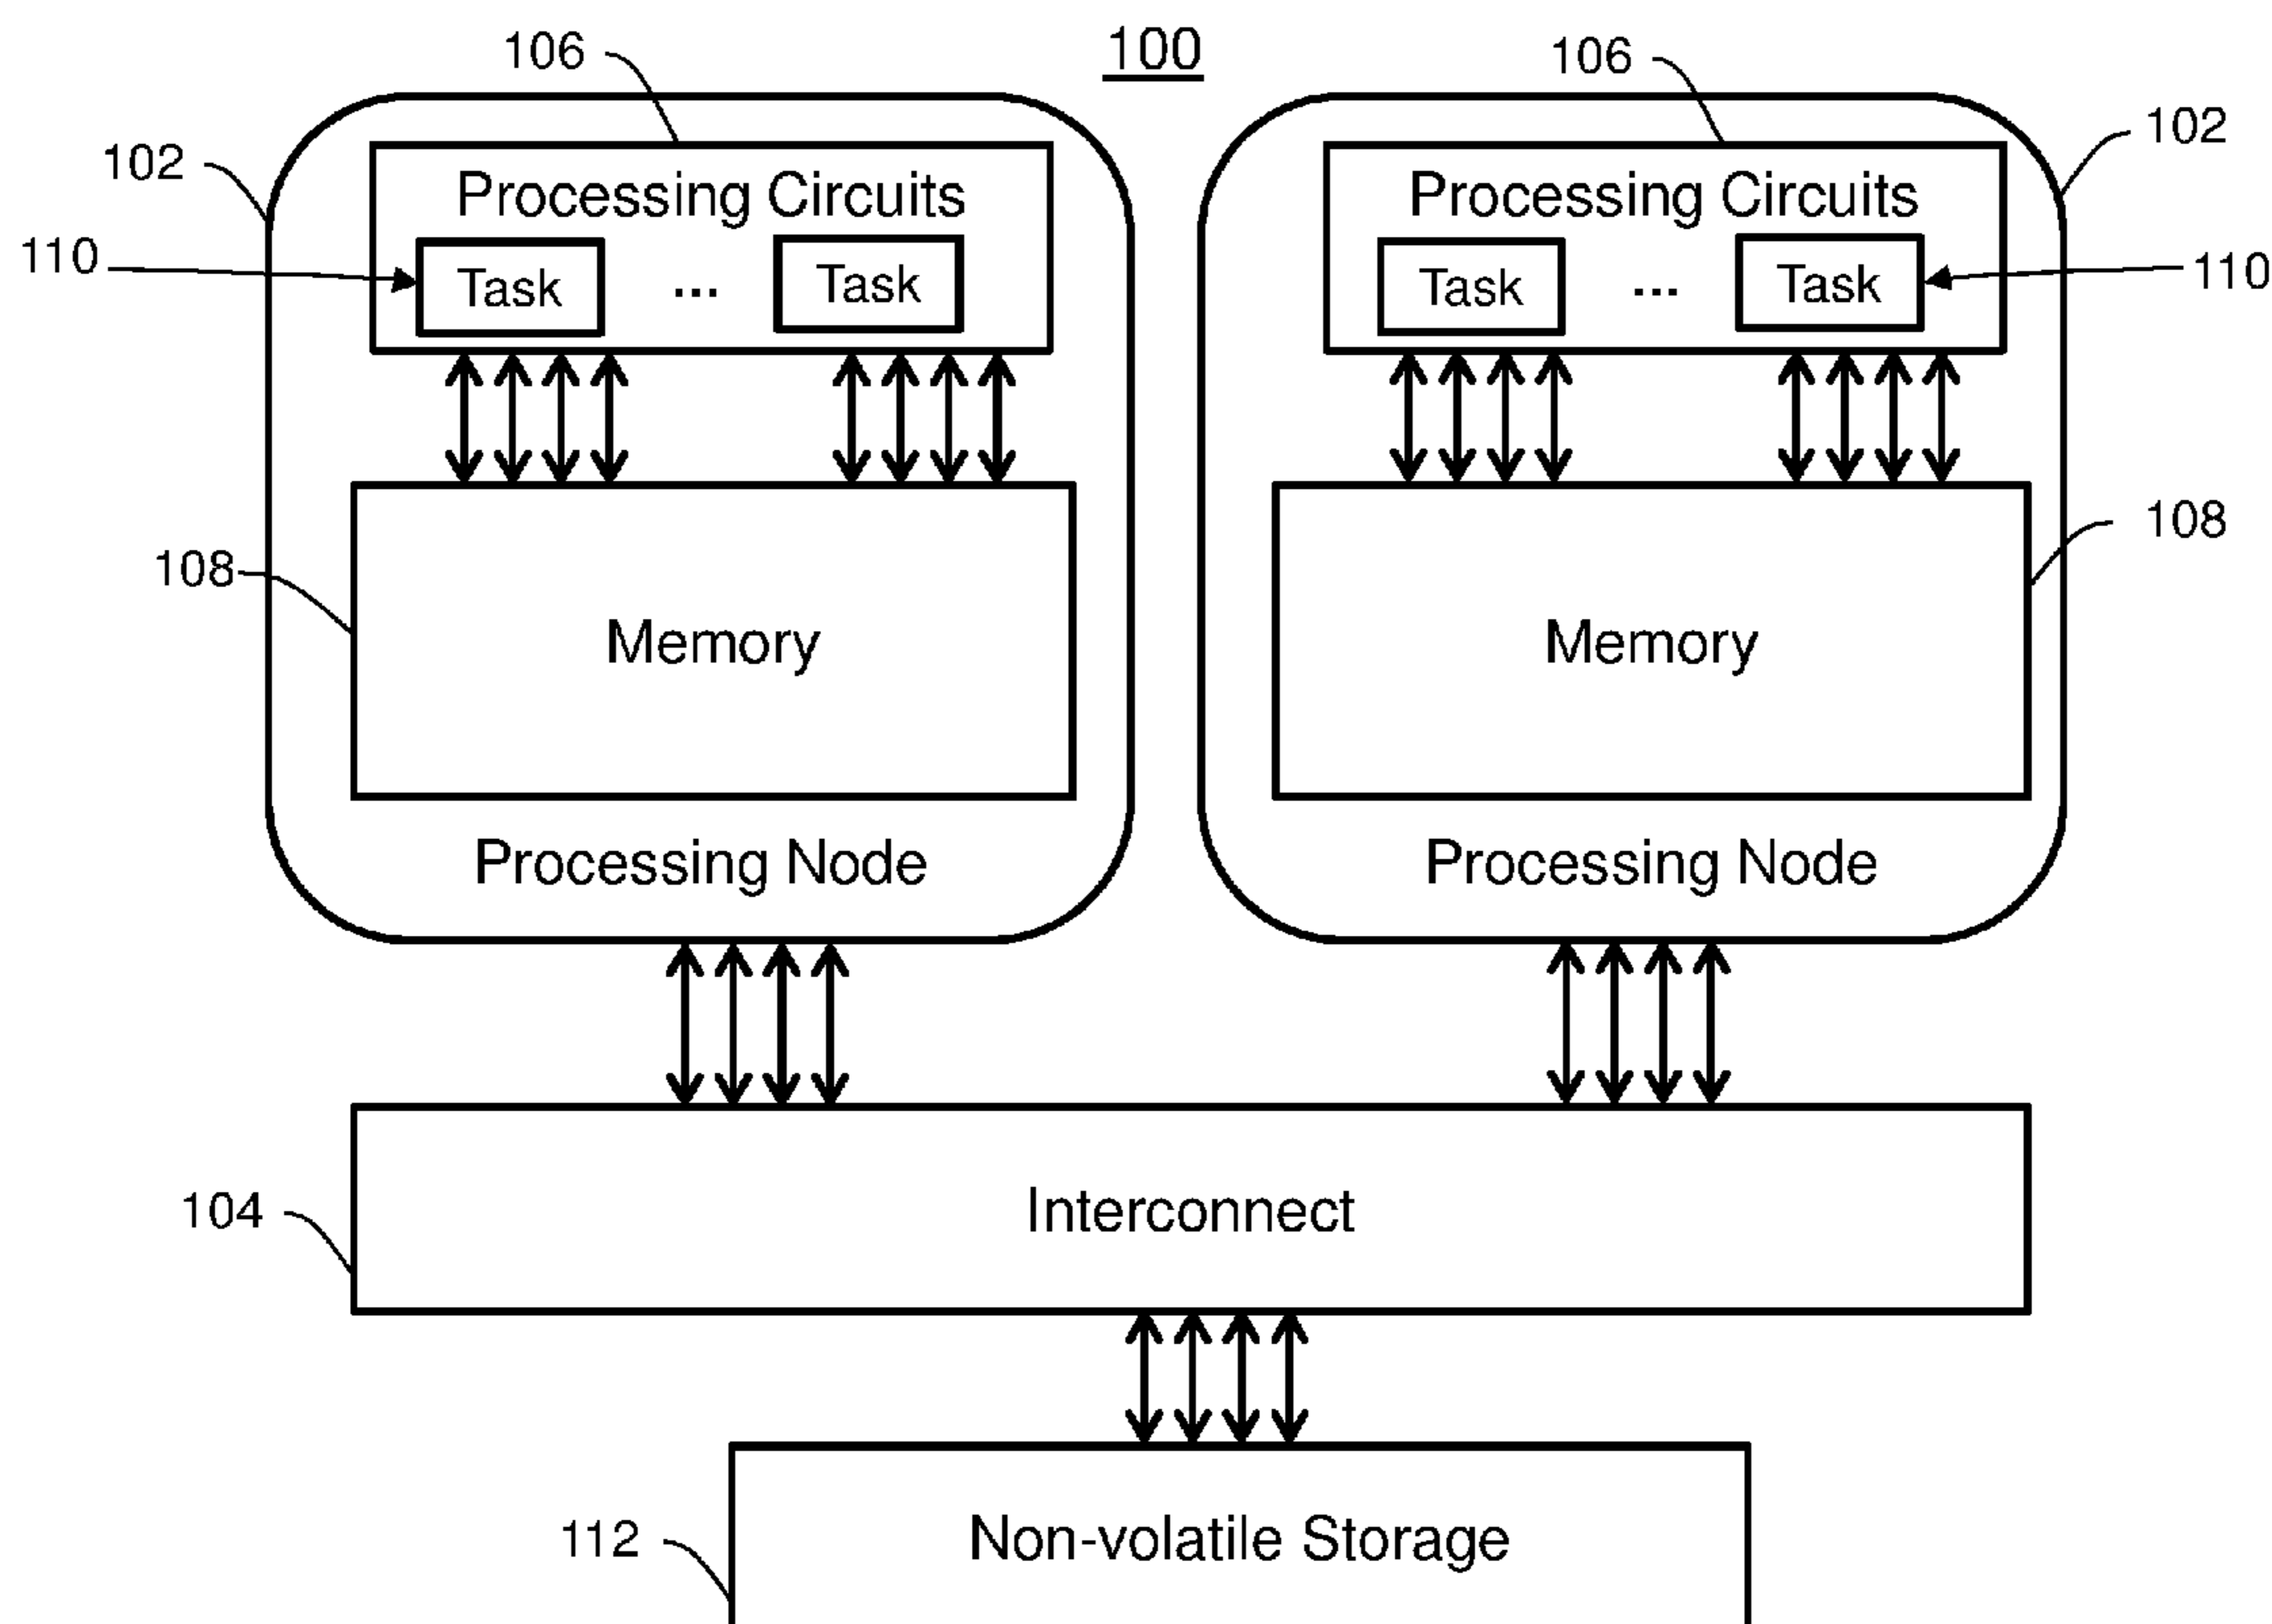 100
106
106
102
102
Processing Circuits
Processing Circuits
110
Task
...
Task
Task
...
Task
110
108
Memory
Memory
108
Processing Node
Processing Node
104
Interconnect
112
Non-volatile Storage